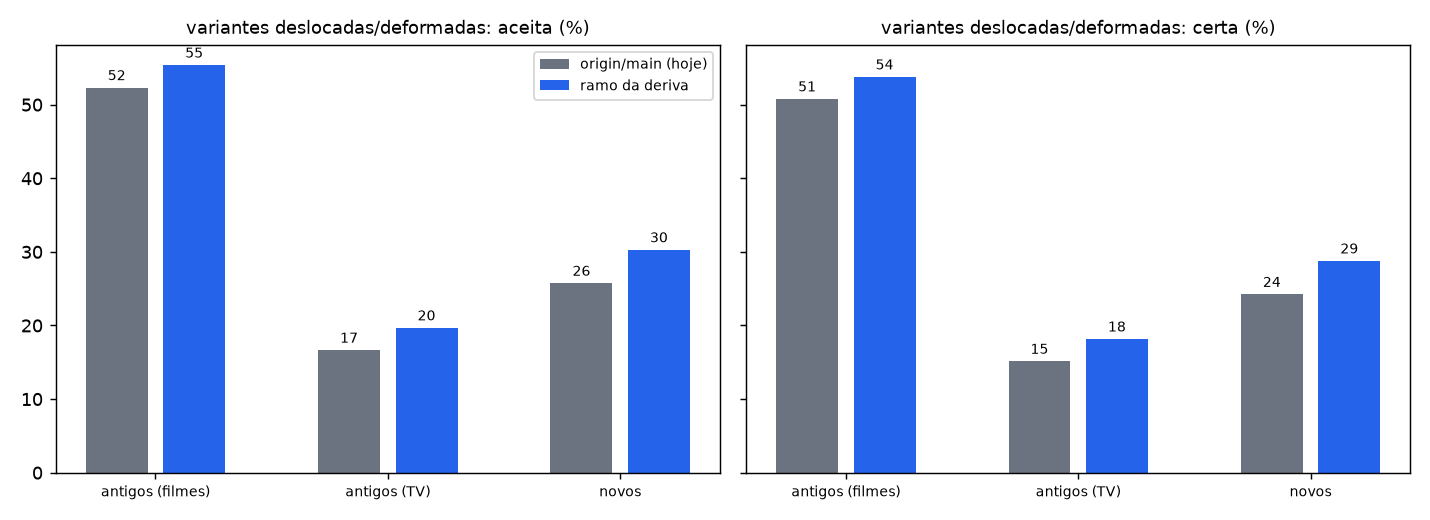 variantes deslocadas/deformadas: aceita (%)
55
52
origin/main (hoje)
ramo da deriva
50
40
30
20
10
0
17
20
26
30
antigos (filmes)
antigos (TV)
novos
variantes deslocadas/deformadas: certa (%)
51
54
15
18
24
29
antigos (filmes)
antigos (TV)
novos